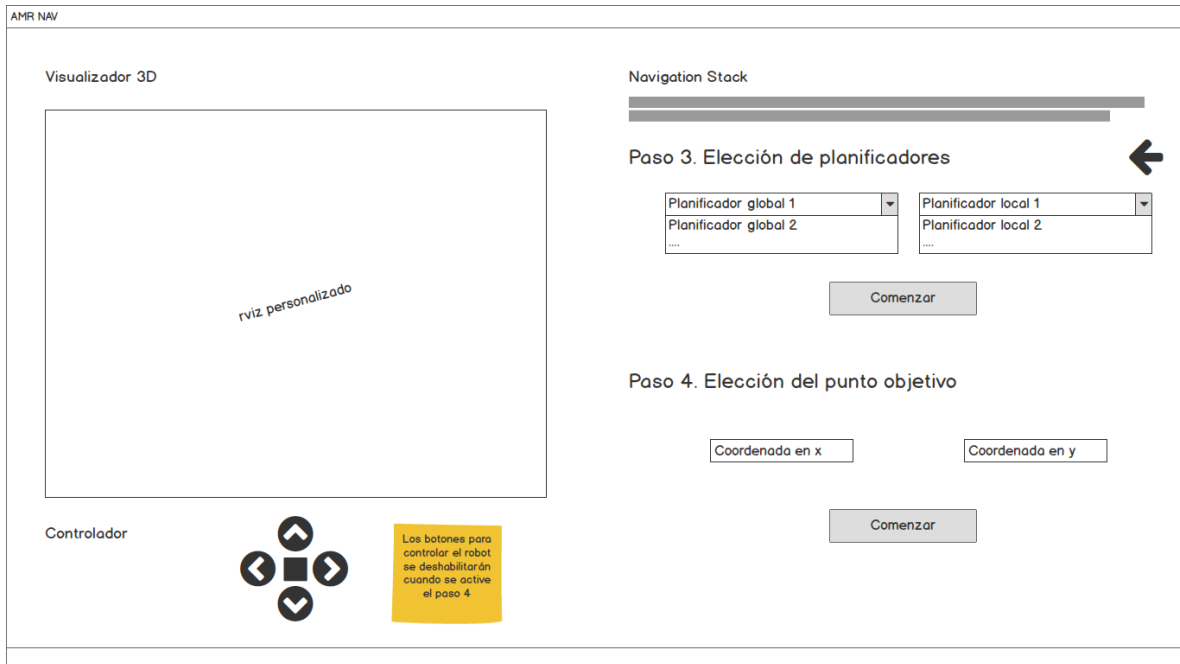 AMR NAV
Visualizador 3D
rviz personalizado
Controlador
Los botones para
controlar el robot
se deshabilitarán
cuando se active
el paso 4
Navigation Stack
Paso 3. Elección de planificadores
Planificador global 1
Planificador global 2
....
Planificador local 1
Planificador local 2
....
Comenzar
Paso 4. Elección del punto objetivo
Coordenada en x
Coordenada en y
Comenzar